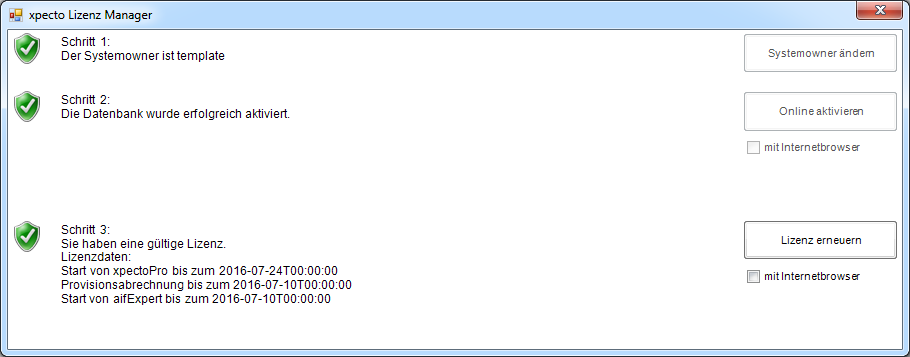 xpecto Lizenz Manager
Schritt 1:
Der Systemowner ist template
Systemowner ändern
Schritt 2:
Die Datenbank wurde erfolgreich aktiviert.
Online aktivieren
mit Internetbrowser
Schritt 3:
Sie haben eine gültige Lizenz.
Lizenzdaten:
Start von xpectoPro bis zum 2016-07-24T00:00:00
Provisionsabrechnung bis zum 2016-07-10T00:00:00
Start von aifExpert bis zum 2016-07-10T00:00:00
Lizenz erneuern
mit Internetbrowser